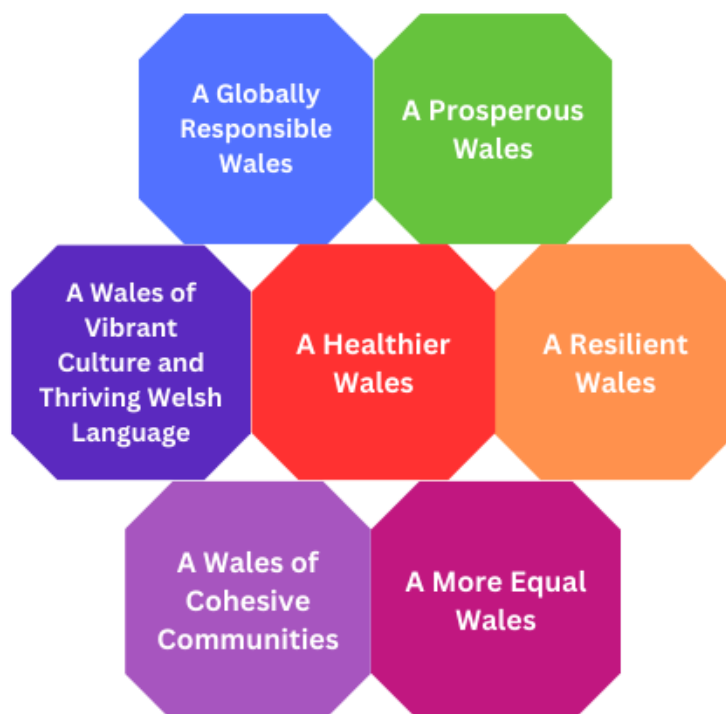 A Globally
Responsible
Wales
A Prosperous
Wales
A Wales of
Vibrant
Culture and
Thriving Welsh
Language
A Healthier
Wales
A Resilient
Wales
A Wales of
Cohesive
Communities
A More Equal
Wales